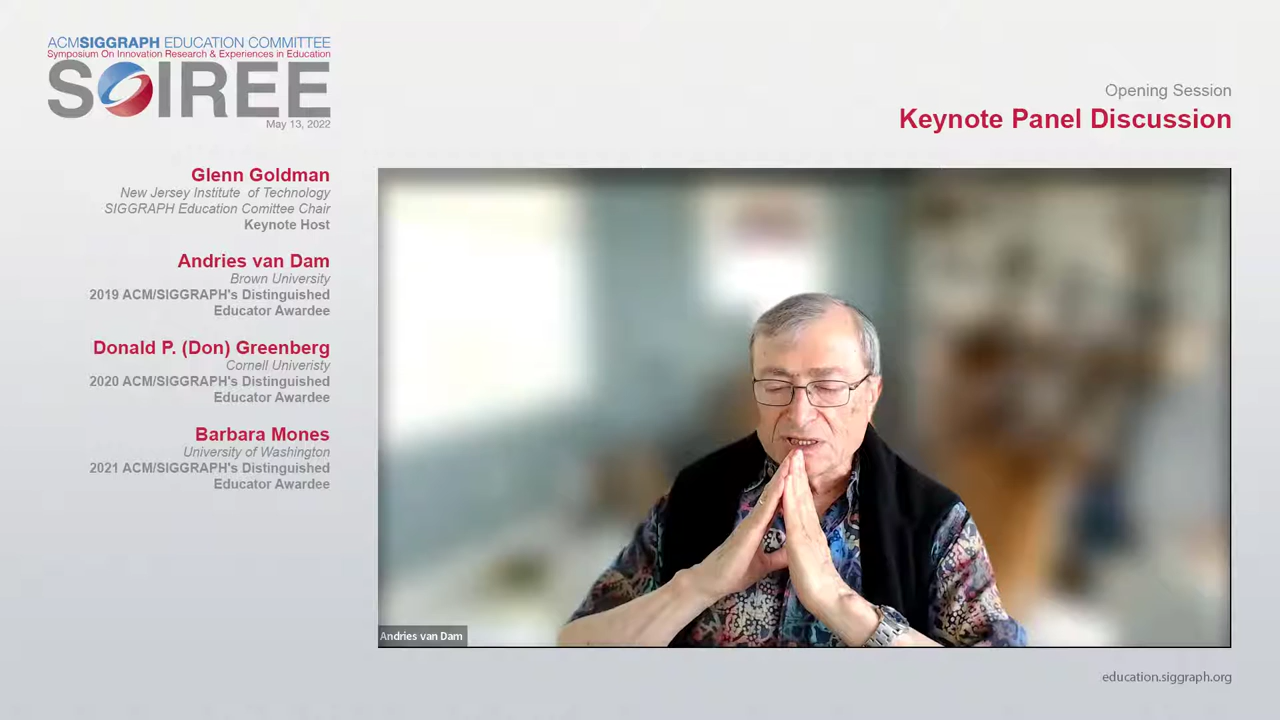 ACMSIGGRAPH EDUCATION COMMITTEE
Symposium On Innovation Research & Experiences in Education
SOIREE
May 13, 2022
Opening Session
Keynote Panel Discussion
Glenn Goldman
New Jersey Institute of Technology
SIGGRAPH Education Comittee Chair
Keynote Host
Andries van Dam
Brown University
2019 ACM/SIGGRAPH's Distinguished
Educator Awardee
Donald P. (Don) Greenberg
Cornell Univeristy
2020 ACM/SIGGRAPH's Distinguished
Educator Awardee
Barbara Mones
University of Washington
2021 ACM/SIGGRAPH's Distinguished
Educator Awardee
Andries van Dam
education.siggraph.org